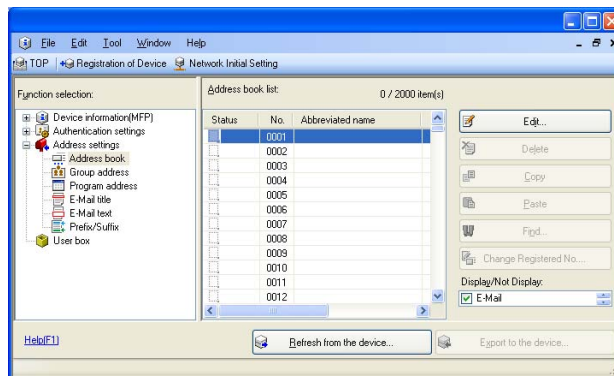 File Edit Tool Window Help
TOP Registration of Device Network Initial Setting
Function selection:
Device information(MFP)
Authentication settings
Address settings
Address book
Group address
Program address
E-Mail title
E-Mail text
Prefix/Suffix
User box
Address book list: 0 / 2000 item(s)
Status No. Abbreviated name
0001
0002
0003
0004
0005
0006
0007
0008
0009
0010
0011
0012
Edit...
Delete
Copy
Paste
Find...
Change Registered No....
Display/Not Display:
E-Mail
Help[F1]
Refresh from the device...
Export to the device...